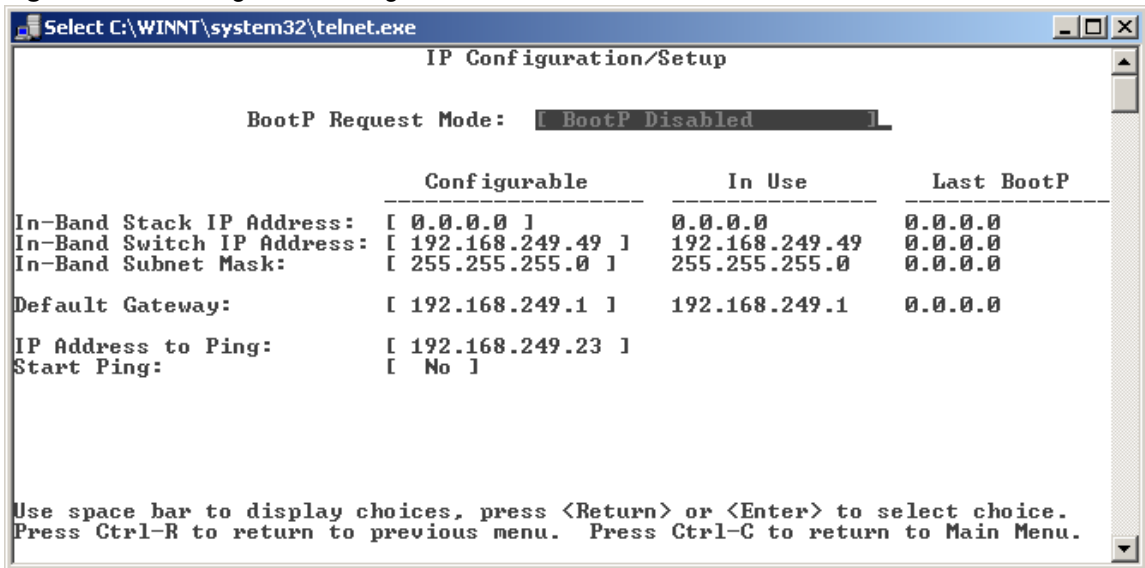 Select C:\WINNT\system32\telnet.exe
IP Configuration/Setup
BootP Request Mode: [ BootP Disabled ]
Configurable In Use Last BootP
In-Band Stack IP Address: [ 0.0.0.0 ] 0.0.0.0 0.0.0.0
In-Band Switch IP Address: [ 192.168.249.49 ] 192.168.249.49 0.0.0.0
In-Band Subnet Mask: [ 255.255.255.0 ] 255.255.255.0 0.0.0.0
Default Gateway: [ 192.168.249.1 ] 192.168.249.1 0.0.0.0
IP Address to Ping: [ 192.168.249.23 ]
Start Ping: [ No ]
Use space bar to display choices, press <Return> or <Enter> to select choice.
Press Ctrl-R to return to previous menu. Press Ctrl-C to return to Main Menu.